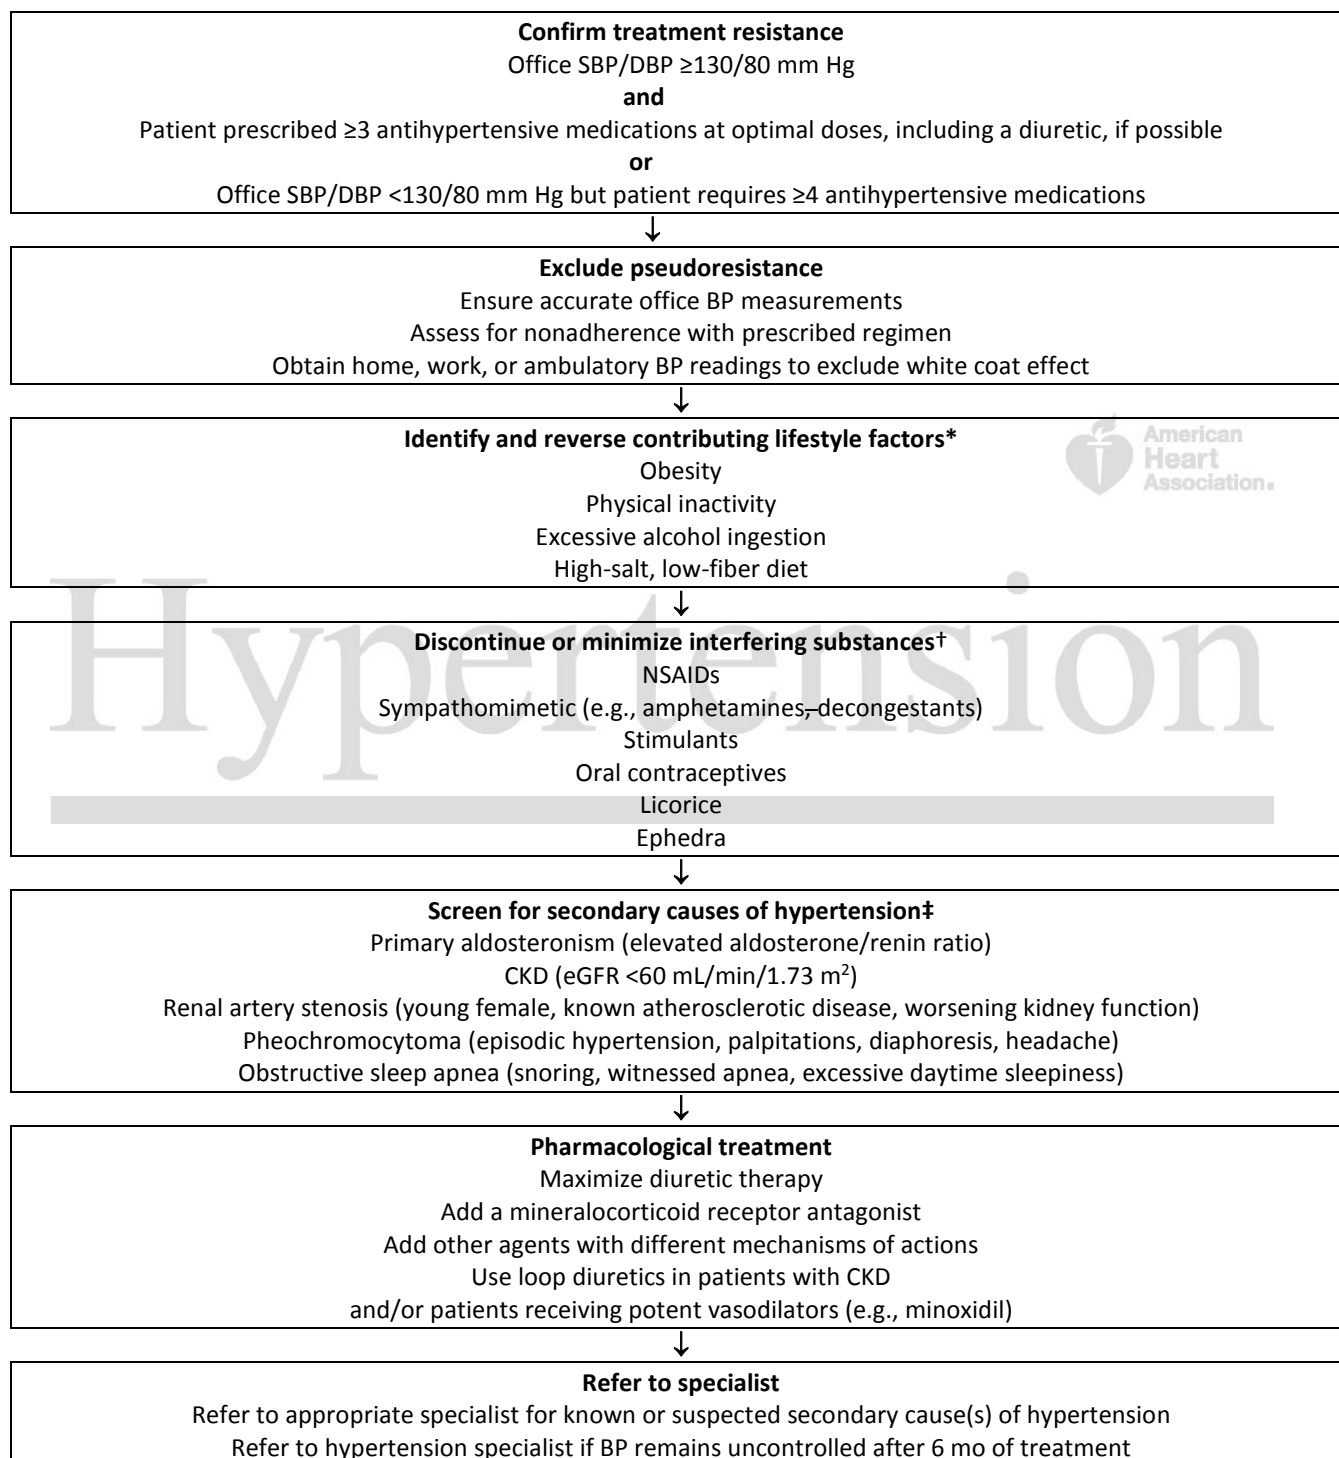 Confirm treatment resistance
Office SBP/DBP ≥130/80 mm Hg
and
Patient prescribed ≥3 antihypertensive medications at optimal doses, including a diuretic, if possible
or
Office SBP/DBP <130/80 mm Hg but patient requires ≥4 antihypertensive medications
↓
Exclude pseudoresistance
Ensure accurate office BP measurements
Assess for nonadherence with prescribed regimen
Obtain home, work, or ambulatory BP readings to exclude white coat effect
↓
Identify and reverse contributing lifestyle factors*
Obesity
Physical inactivity
Excessive alcohol ingestion
High-salt, low-fiber diet
American
Heart
Association.
↓
Hypertension
Discontinue or minimize interfering substances†
NSAIDs
Sympathomimetic (e.g., amphetamines, decongestants)
Stimulants
Oral contraceptives
Licorice
Ephedra
↓
Screen for secondary causes of hypertension‡
Primary aldosteronism (elevated aldosterone/renin ratio)
CKD (eGFR <60 mL/min/1.73 m²)
Renal artery stenosis (young female, known atherosclerotic disease, worsening kidney function)
Pheochromocytoma (episodic hypertension, palpitations, diaphoresis, headache)
Obstructive sleep apnea (snoring, witnessed apnea, excessive daytime sleepiness)
↓
Pharmacological treatment
Maximize diuretic therapy
Add a mineralocorticoid receptor antagonist
Add other agents with different mechanisms of actions
Use loop diuretics in patients with CKD
and/or patients receiving potent vasodilators (e.g., minoxidil)
↓
Refer to specialist
Refer to appropriate specialist for known or suspected secondary cause(s) of hypertension
Refer to hypertension specialist if BP remains uncontrolled after 6 mo of treatment